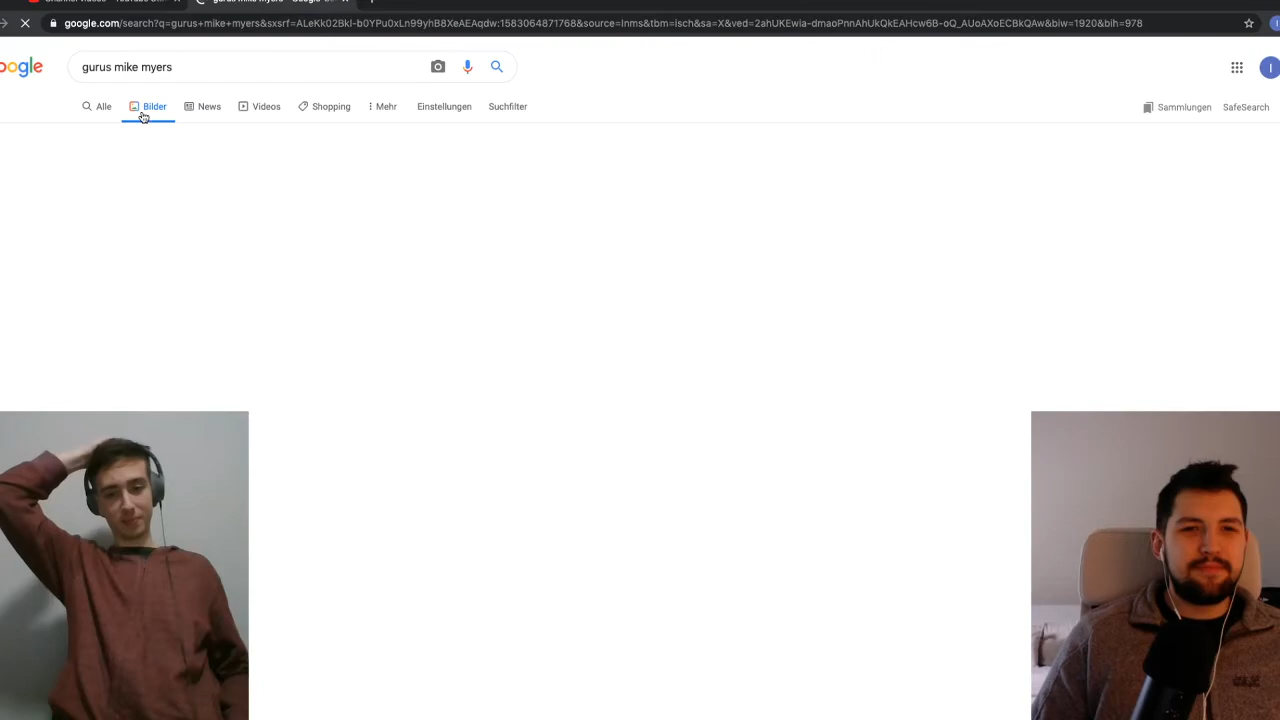 google.com/search?q=gurus+mike+myers&sxsrf=ALeKk02BkI-b0YPu0xLn99yhB8XeAEAqdw:1583064871768&source=lnms&tbm=isch&sa=X&ved=2ahUKEwia-dmaoPnnAhUkQkEAHcw6B-oQ_AUoAXoECBkQAw&biw=1920&bih=978
I
oogle
gurus mike myers
I
Alle
Bilder
News
Videos
Shopping
Mehr
Einstellungen
Suchfilter
Sammlungen
SafeSearch